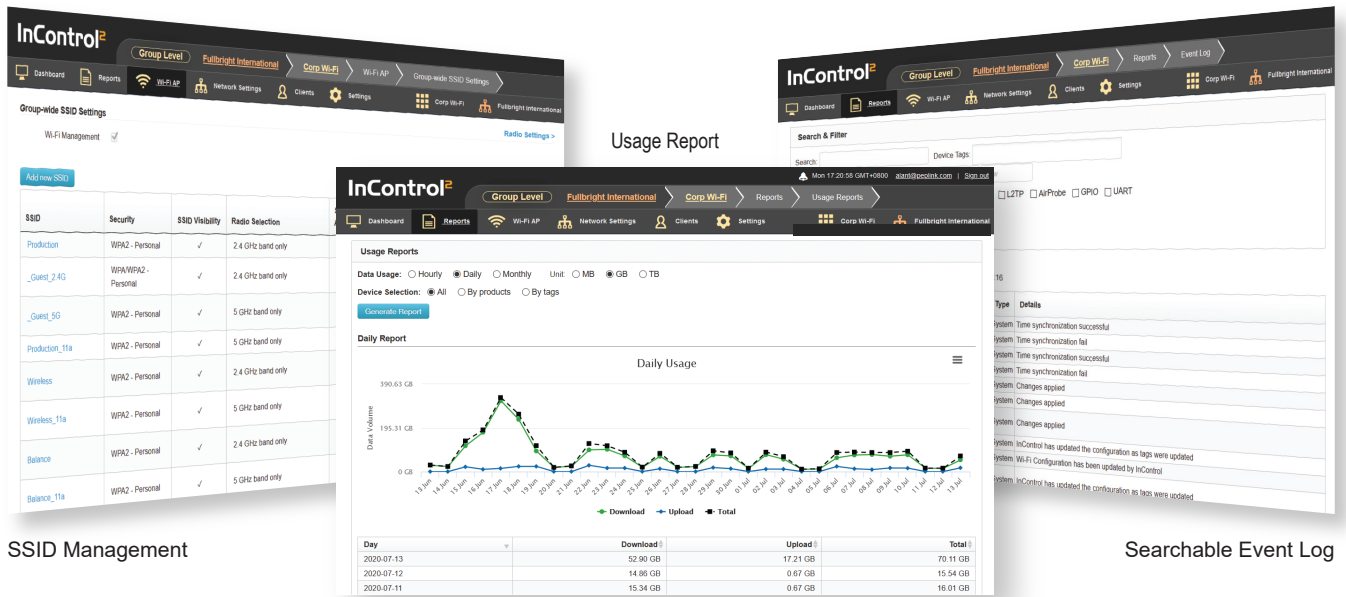 InControl²
Group Level Fullbright International Corp Wi-Fi Wi-Fi AP Group-wide SSID Settings
Dashboard Reports Wi-Fi AP Network Settings Clients Settings Corp Wi-Fi Fullbright International
Group-wide SSID Settings
Wi-Fi Management
Radio Settings >
Add new SSID
SSID Security SSID Visibility Radio Selection
Production WPA2 - Personal ✓ 2.4 GHz band only
_Guest_2.4G WPA/WPA2 - Personal ✓ 2.4 GHz band only
_Guest_5G WPA2 - Personal ✓ 5 GHz band only
Production_11a WPA2 - Personal ✓ 5 GHz band only
Wireless WPA2 - Personal ✓ 2.4 GHz band only
Wireless_11a WPA2 - Personal ✓ 5 GHz band only
Balance WPA2 - Personal ✓ 2.4 GHz band only
Balance_11a WPA2 - Personal ✓ 5 GHz band only
SSID Management
Usage Report
Mon 17:20:58 GMT+0800 alant@peplink.com | Sign out
InControl²
Group Level Fullbright International Corp Wi-Fi Reports Usage Reports
Dashboard Reports Wi-Fi AP Network Settings Clients Settings Corp Wi-Fi Fullbright International
Usage Reports
Data Usage: Hourly Daily Monthly Unit: MB GB TB
Device Selection: All By products By tags
Generate Report
Daily Report
Daily Usage
Data Volume
390.63 GB
195.31 GB
0 GB
13 Jun 14 Jun 15 Jun 16 Jun 17 Jun 18 Jun 19 Jun 20 Jun 21 Jun 22 Jun 23 Jun 24 Jun 25 Jun 26 Jun 27 Jun 28 Jun 29 Jun 30 Jun 01 Jul 02 Jul 03 Jul 04 Jul 05 Jul 06 Jul 07 Jul 08 Jul 09 Jul 10 Jul 11 Jul 12 Jul 13 Jul
Download Upload Total
Day Download Upload Total
2020-07-13 52.90 GB 17.21 GB 70.11 GB
2020-07-12 14.86 GB 0.67 GB 15.54 GB
2020-07-11 15.34 GB 0.67 GB 16.01 GB
InControl²
Group Level Fullbright International Corp Wi-Fi Reports Event Log
Dashboard Reports Wi-Fi AP Network Settings Clients Settings Corp Wi-Fi Fullbright International
Search & Filter
Search: Device Tags:
L2TP AirProbe GPIO UART
:16
Type Details
System Time synchronization successful
System Time synchronization fail
System Time synchronization successful
System Time synchronization fail
System Changes applied
System Changes applied
System Changes applied
System InControl has updated the configuration as tags were updated
System Wi-Fi Configuration has been updated by InControl
System InControl has updated the configuration as tags were updated
Searchable Event Log